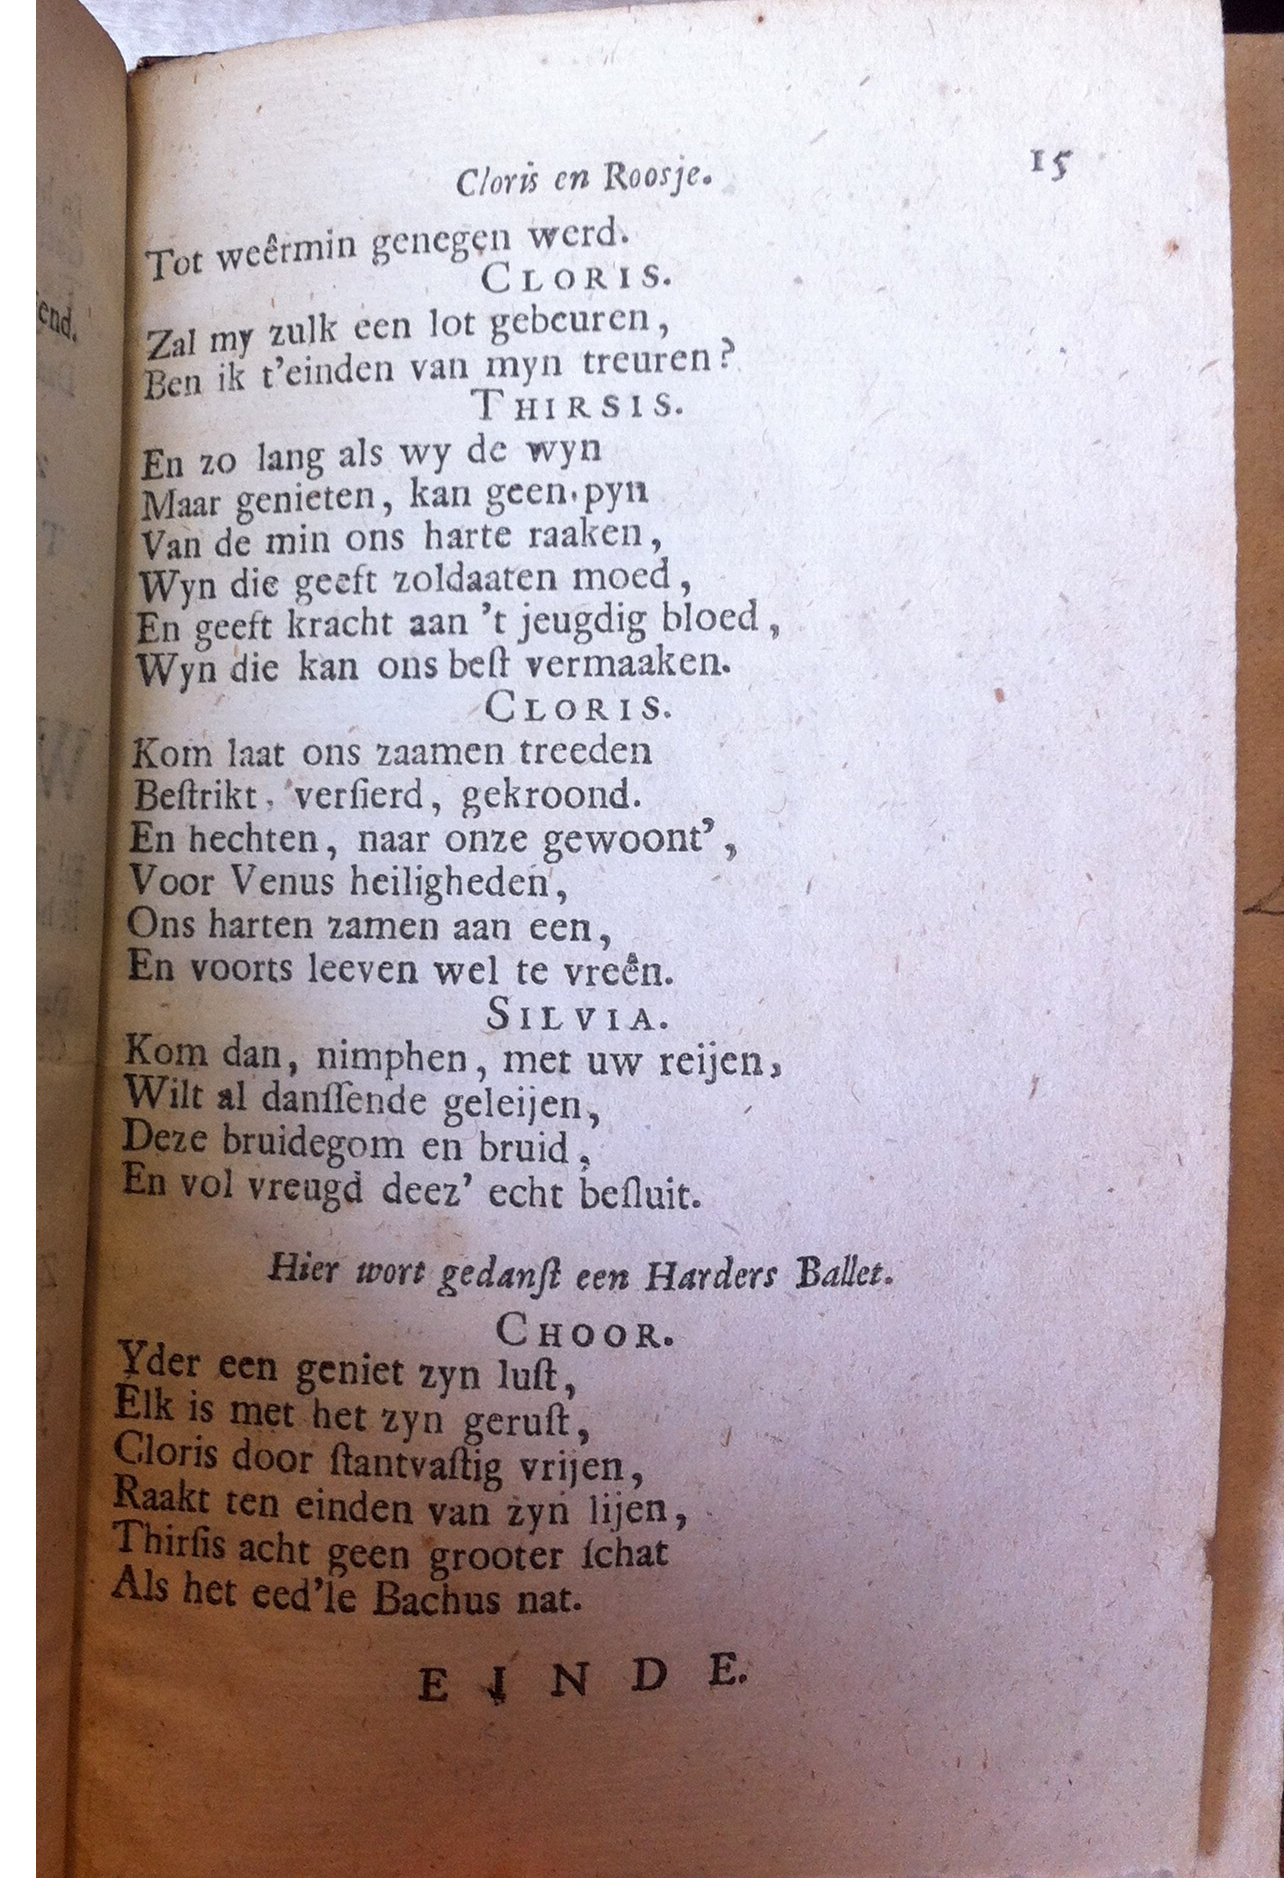 Cloris en Roosje. 15
Tot weêrmin genegen werd.
CLORIS.
Zal my zulk een lot gebeuren,
Ben ik t'einden van myn treuren?
THIRSIS.
En zo lang als wy de wyn
Maar genieten, kan geen pyn
Van de min ons harte raaken,
Wyn die geeft zoldaaten moed,
En geeft kracht aan 't jeugdig bloed,
Wyn die kan ons beſt vermaaken.
CLORIS.
Kom laat ons zaamen treeden
Beſtrikt, verſierd, gekroond.
En hechten, naar onze gewoont',
Voor Venus heiligheden,
Ons harten zamen aan een,
En voorts leeven wel te vreên.
SILVIA.
Kom dan, nimphen, met uw reijen,
Wilt al danſſende geleijen,
Deze bruidegom en bruid,
En vol vreugd deez' echt beſluit.
Hier wort gedanſt een Harders Ballet.
CHOOR.
Yder een geniet zyn luſt,
Elk is met het zyn geruſt,
Cloris door ſtantvaſtig vrijen,
Raakt ten einden van zyn lijen,
Thirſis acht geen grooter ſchat
Als het eed'le Bachus nat.
EINDE.
end.